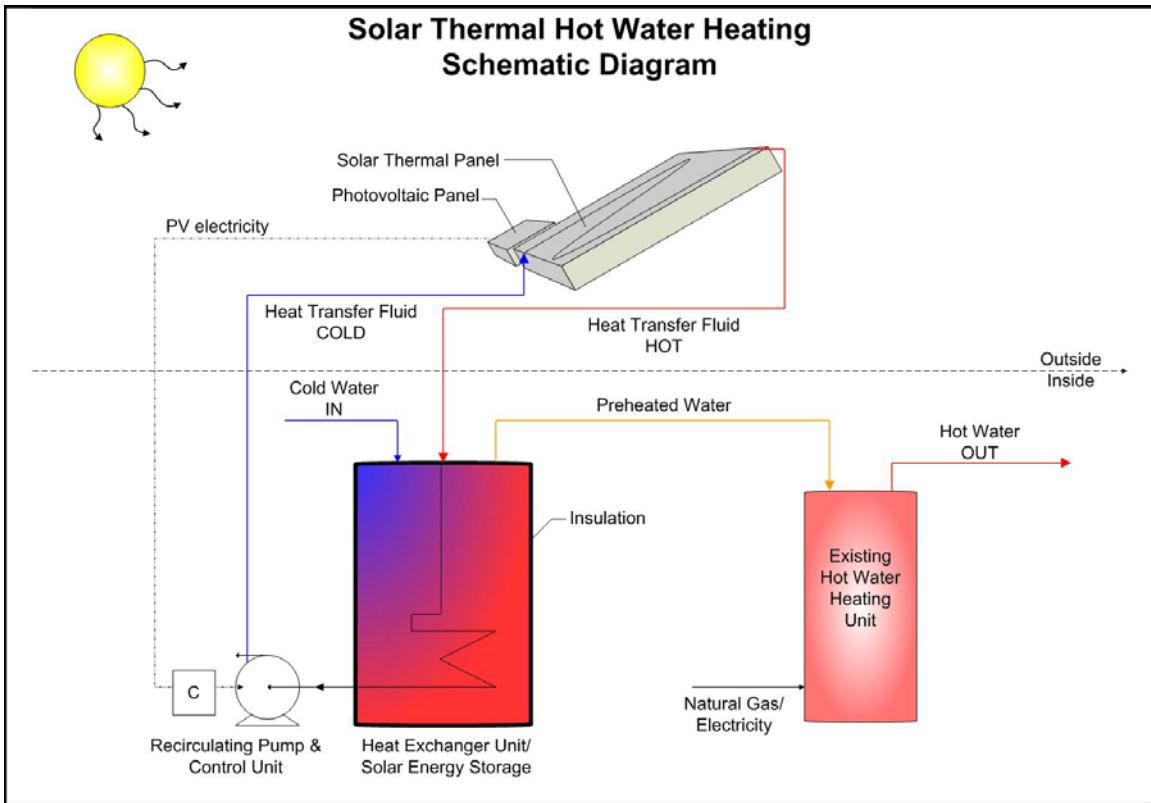 Solar Thermal Hot Water Heating
Schematic Diagram
Solar Thermal Panel
Photovoltaic Panel
PV electricity
Heat Transfer Fluid
COLD
Heat Transfer Fluid
HOT
Outside
Inside
Cold Water
IN
Preheated Water
Hot Water
OUT
Insulation
Existing
Hot Water
Heating
Unit
C
Natural Gas/
Electricity
Recirculating Pump &
Control Unit
Heat Exchanger Unit/
Solar Energy Storage